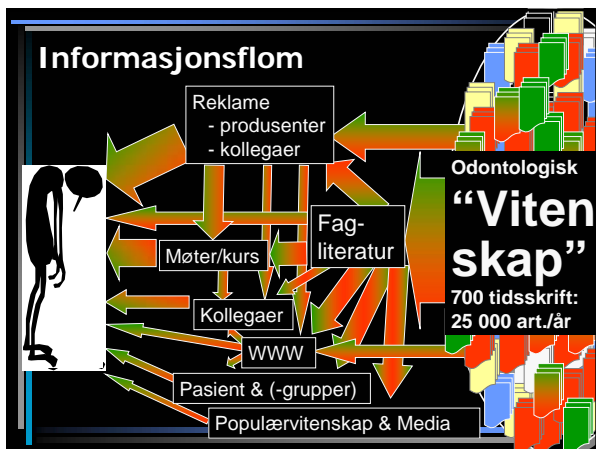 Informasjonsflom
Reklame
- produsenter
- kollegaer
Odontologisk
"Viten
skap"
700 tidsskrift:
25 000 art./år
Fag-
literatur
Møter/kurs
Kollegaer
WWW
Pasient & (-grupper)
Populærvitenskap & Media